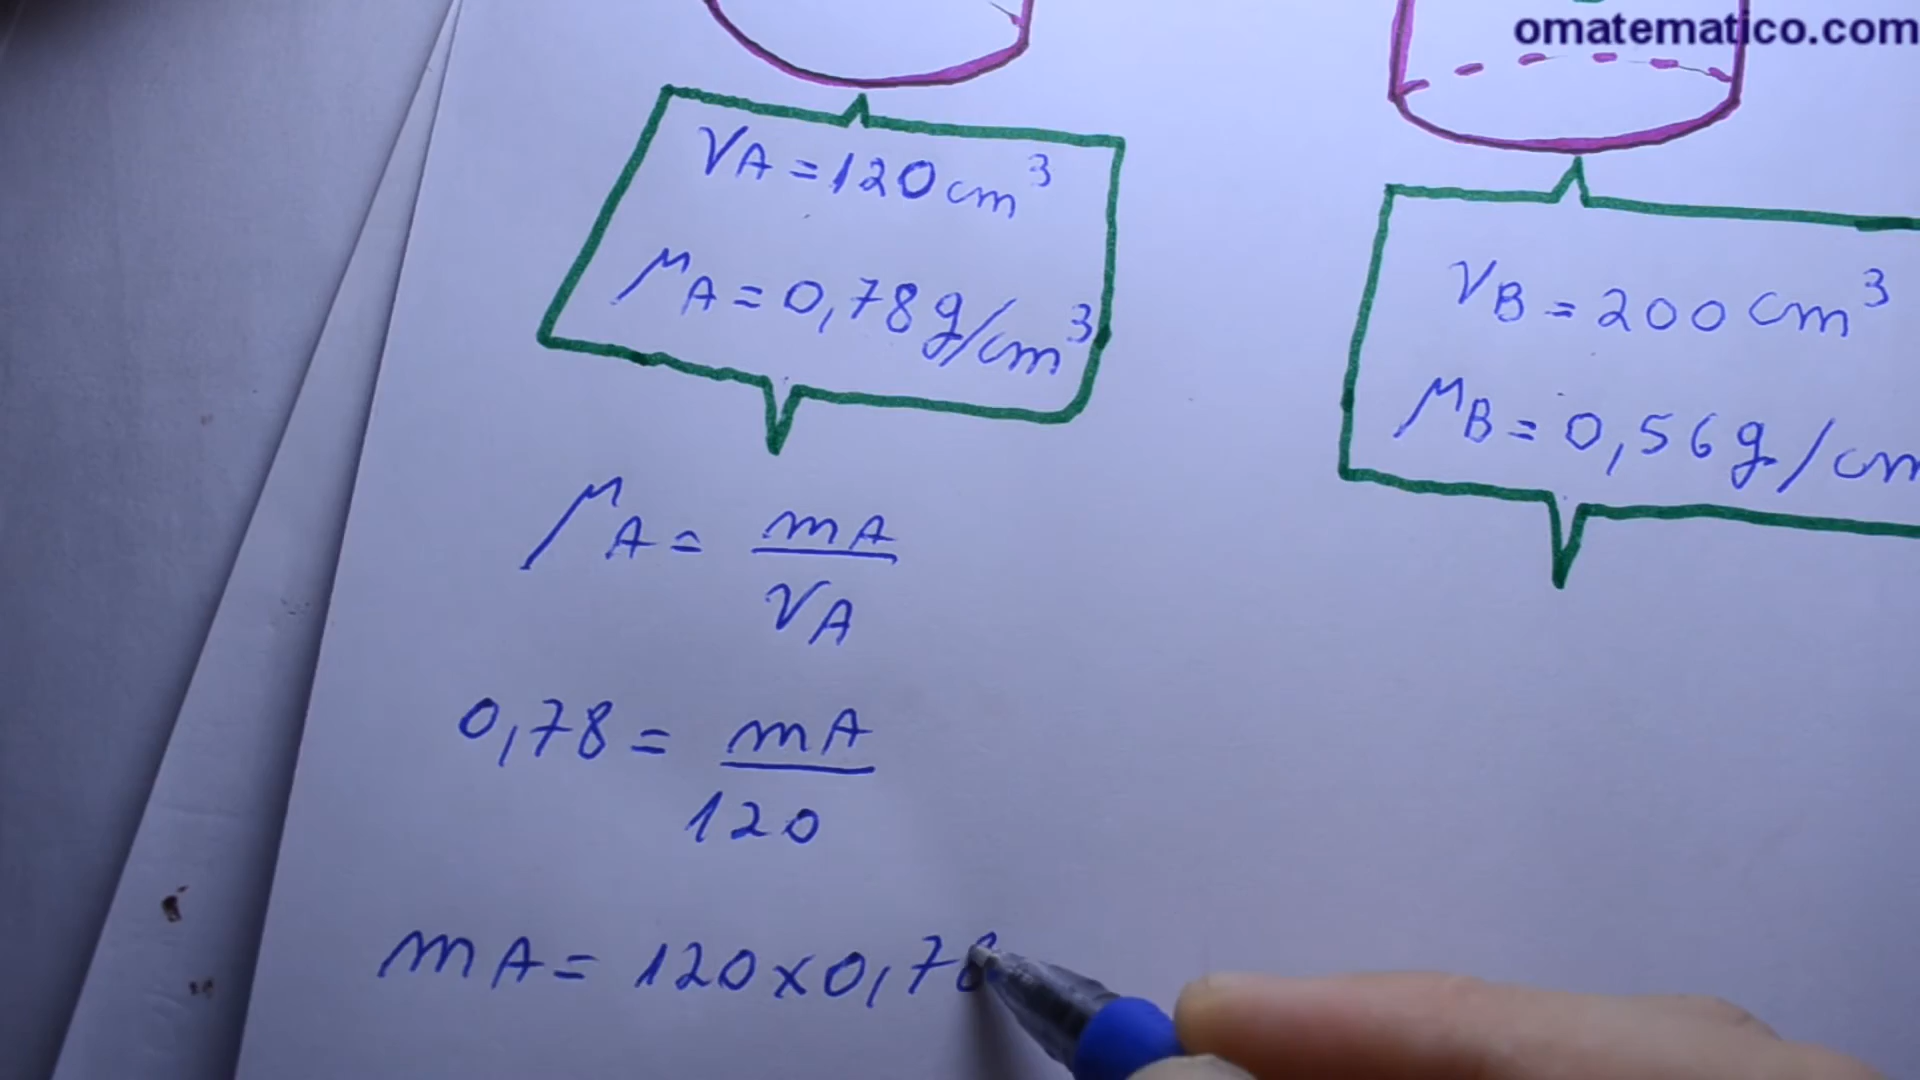 omatematico.com
VA = 120 cm³
μA = 0,78 g/cm³
VB = 200 cm³
μB = 0,56 g/cm
μA = mA
VA
0,78 = mA
120
mA = 120 x 0,78